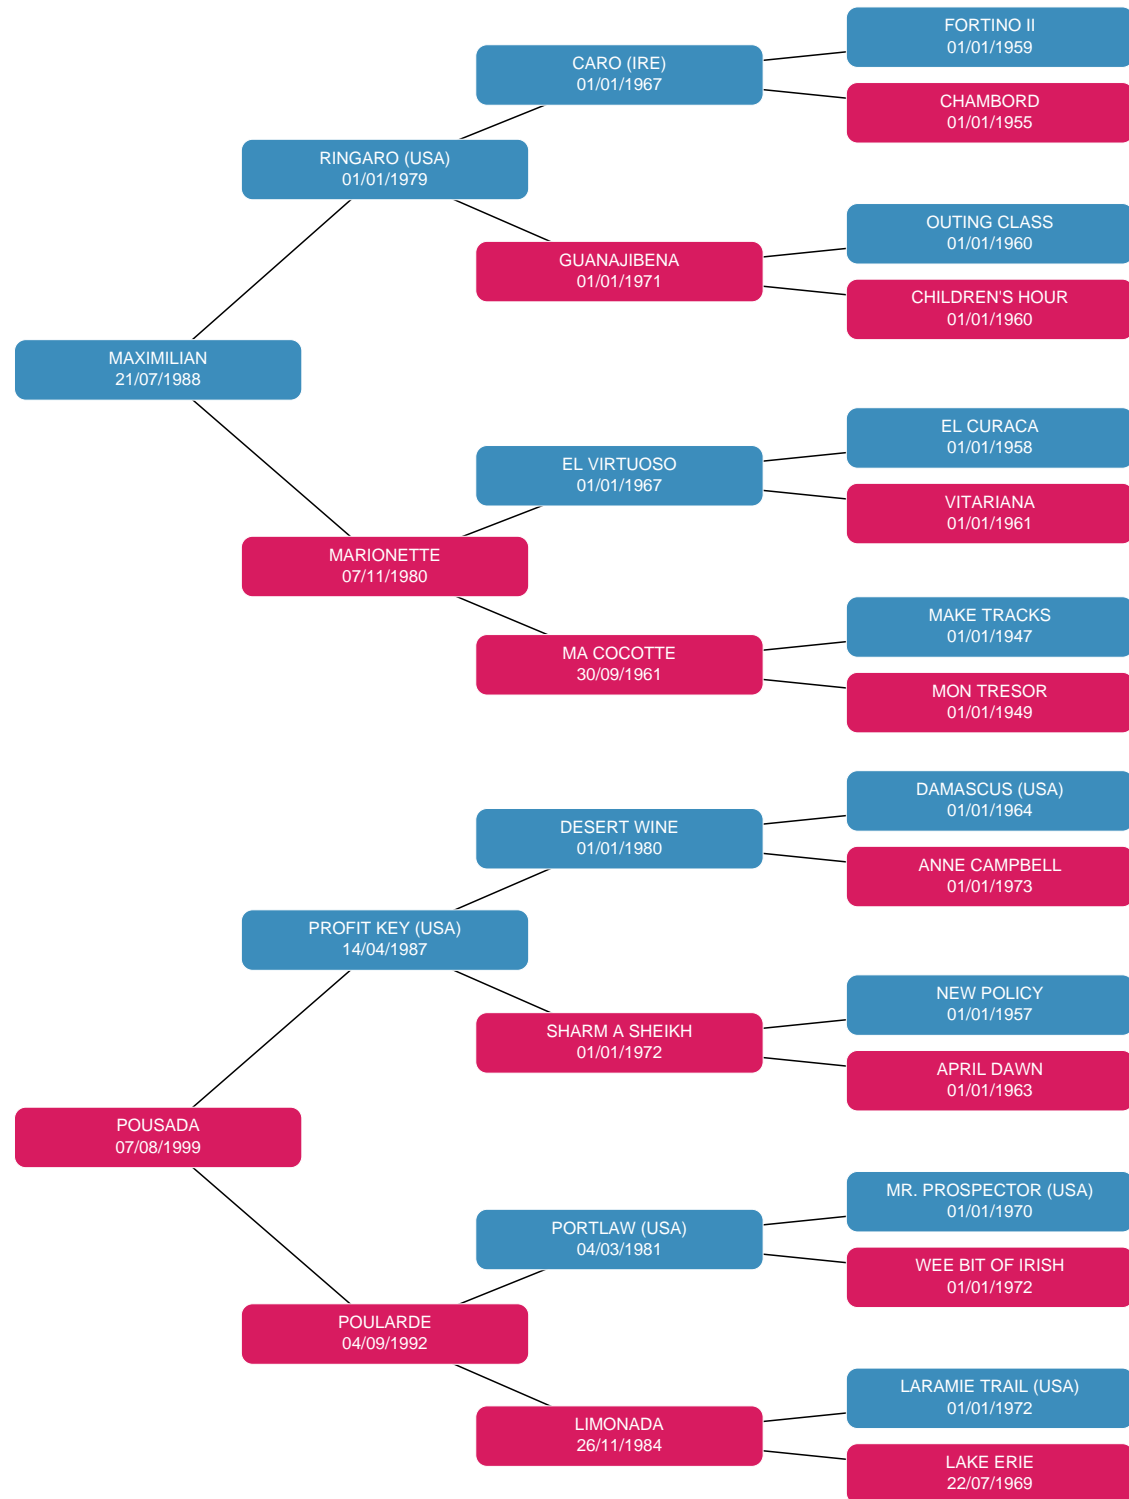 FORTINO II
01/01/1959
CARO (IRE)
01/01/1967
CHAMBORD
01/01/1955
RINGARO (USA)
01/01/1979
OUTING CLASS
01/01/1960
GUANAJIBENA
01/01/1971
CHILDREN'S HOUR
01/01/1960
MAXIMILIAN
21/07/1988
EL CURACA
01/01/1958
EL VIRTUOSO
01/01/1967
VITARIANA
01/01/1961
MARIONETTE
07/11/1980
MAKE TRACKS
01/01/1947
MA COCOTTE
30/09/1961
MON TRESOR
01/01/1949
DAMASCUS (USA)
01/01/1964
DESERT WINE
01/01/1980
ANNE CAMPBELL
01/01/1973
PROFIT KEY (USA)
14/04/1987
NEW POLICY
01/01/1957
SHARM A SHEIKH
01/01/1972
APRIL DAWN
01/01/1963
POUSADA
07/08/1999
MR. PROSPECTOR (USA)
01/01/1970
PORTLAW (USA)
04/03/1981
WEE BIT OF IRISH
01/01/1972
POULARDE
04/09/1992
LARAMIE TRAIL (USA)
01/01/1972
LIMONADA
26/11/1984
LAKE ERIE
22/07/1969